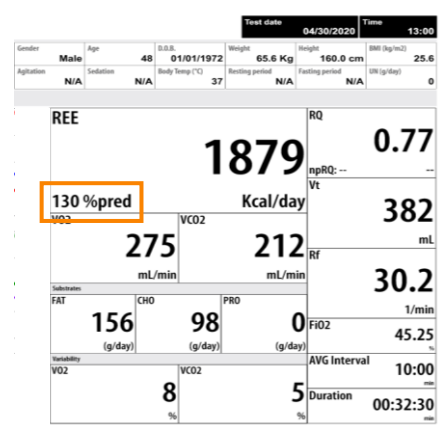 Test date 04/30/2020 Time 13:00
Gender Male Age 48 D.O.B. 01/01/1972 Weight 65.6 Kg Height 160.0 cm BMI (kg/m2) 25.6
Agitation N/A Sedation N/A Body Temp (°C) 37 Resting period N/A Fasting period N/A UN (g/day) 0
REE
1879
130 %pred Kcal/day
RQ
0.77
npRQ: --
Vt
382
mL
VO2 VCO2
275 212
mL/min mL/min
Rf
30.2
1/min
Substrates
FAT CHO PRO
156 98 0
(g/day) (g/day) (g/day)
FiO2
45.25
%
Variability
VO2 VCO2
8 5
% %
AVG Interval
10:00
min
Duration
00:32:30
min